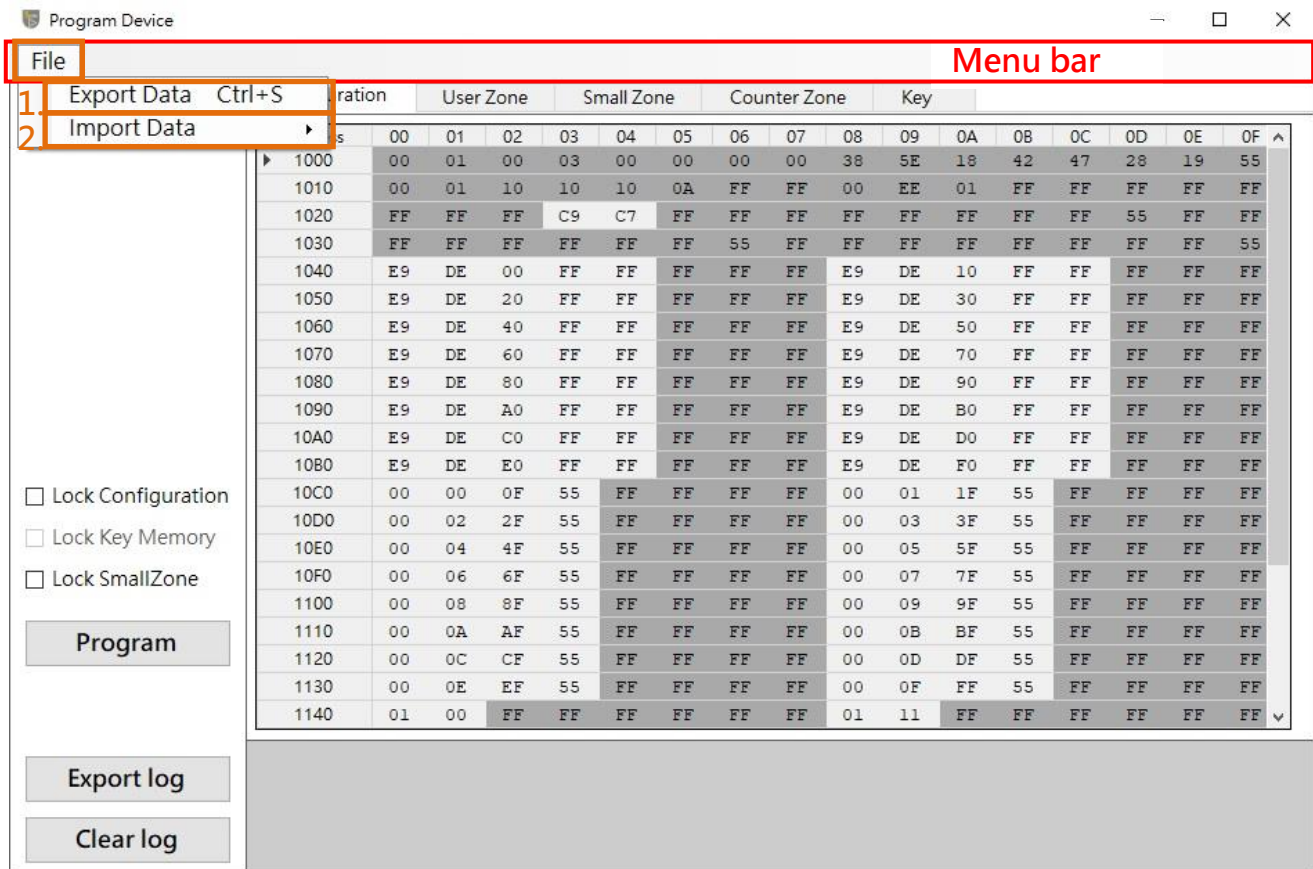 Program Device
File Menu bar
1. Export Data Ctrl+S ration User Zone Small Zone Counter Zone Key
2. Import Data
s 00 01 02 03 04 05 06 07 08 09 0A 0B 0C 0D 0E 0F
1000 00 01 00 03 00 00 00 00 38 5E 18 42 47 28 19 55
1010 00 01 10 10 10 0A FF FF 00 EE 01 FF FF FF FF FF
1020 FF FF FF C9 C7 FF FF FF FF FF FF FF FF 55 FF FF
1030 FF FF FF FF FF FF 55 FF FF FF FF FF FF FF FF 55
1040 E9 DE 00 FF FF FF FF FF E9 DE 10 FF FF FF FF FF
1050 E9 DE 20 FF FF FF FF FF E9 DE 30 FF FF FF FF FF
1060 E9 DE 40 FF FF FF FF FF E9 DE 50 FF FF FF FF FF
1070 E9 DE 60 FF FF FF FF FF E9 DE 70 FF FF FF FF FF
1080 E9 DE 80 FF FF FF FF FF E9 DE 90 FF FF FF FF FF
1090 E9 DE A0 FF FF FF FF FF E9 DE B0 FF FF FF FF FF
10A0 E9 DE C0 FF FF FF FF FF E9 DE D0 FF FF FF FF FF
10B0 E9 DE E0 FF FF FF FF FF E9 DE F0 FF FF FF FF FF
10C0 00 00 0F 55 FF FF FF FF 00 01 1F 55 FF FF FF FF
10D0 00 02 2F 55 FF FF FF FF 00 03 3F 55 FF FF FF FF
10E0 00 04 4F 55 FF FF FF FF 00 05 5F 55 FF FF FF FF
10F0 00 06 6F 55 FF FF FF FF 00 07 7F 55 FF FF FF FF
1100 00 08 8F 55 FF FF FF FF 00 09 9F 55 FF FF FF FF
1110 00 0A AF 55 FF FF FF FF 00 0B BF 55 FF FF FF FF
1120 00 0C CF 55 FF FF FF FF 00 0D DF 55 FF FF FF FF
1130 00 0E EF 55 FF FF FF FF 00 0F FF 55 FF FF FF FF
1140 01 00 FF FF FF FF FF FF 01 11 FF FF FF FF FF FF
Lock Configuration
Lock Key Memory
Lock SmallZone
Program
Export log
Clear log